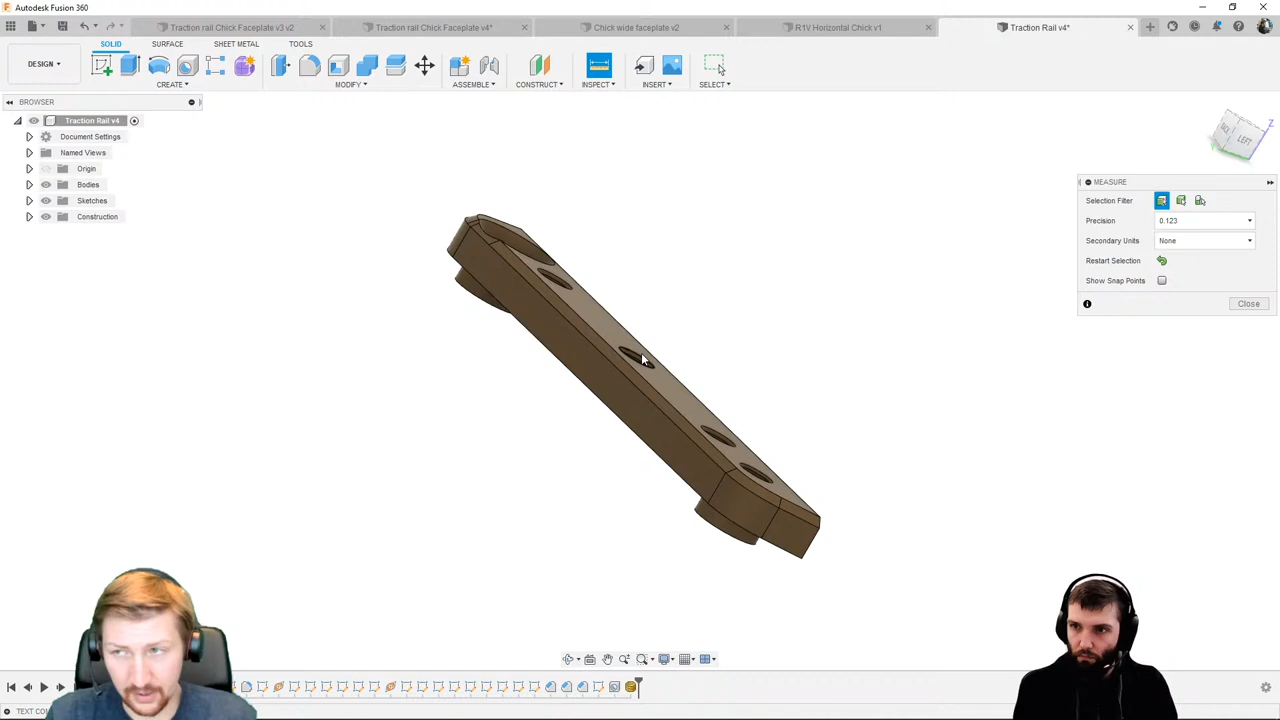 Autodesk Fusion 360
Traction rail Chick Faceplate v3 v2
Traction rail Chick Faceplate v4*
Chick wide faceplate v2
R1V Horizontal Chick v1
Traction Rail v4*
DESIGN
SOLID
SURFACE
SHEET METAL
TOOLS
CREATE
MODIFY
ASSEMBLE
CONSTRUCT
INSPECT
INSERT
SELECT
BROWSER
Traction Rail v4
Document Settings
Named Views
Origin
Bodies
Sketches
Construction
BACK
LEFT
Z
MEASURE
Selection Filter
Precision 0.123
Secondary Units None
Restart Selection
Show Snap Points
Close
TEXT COM